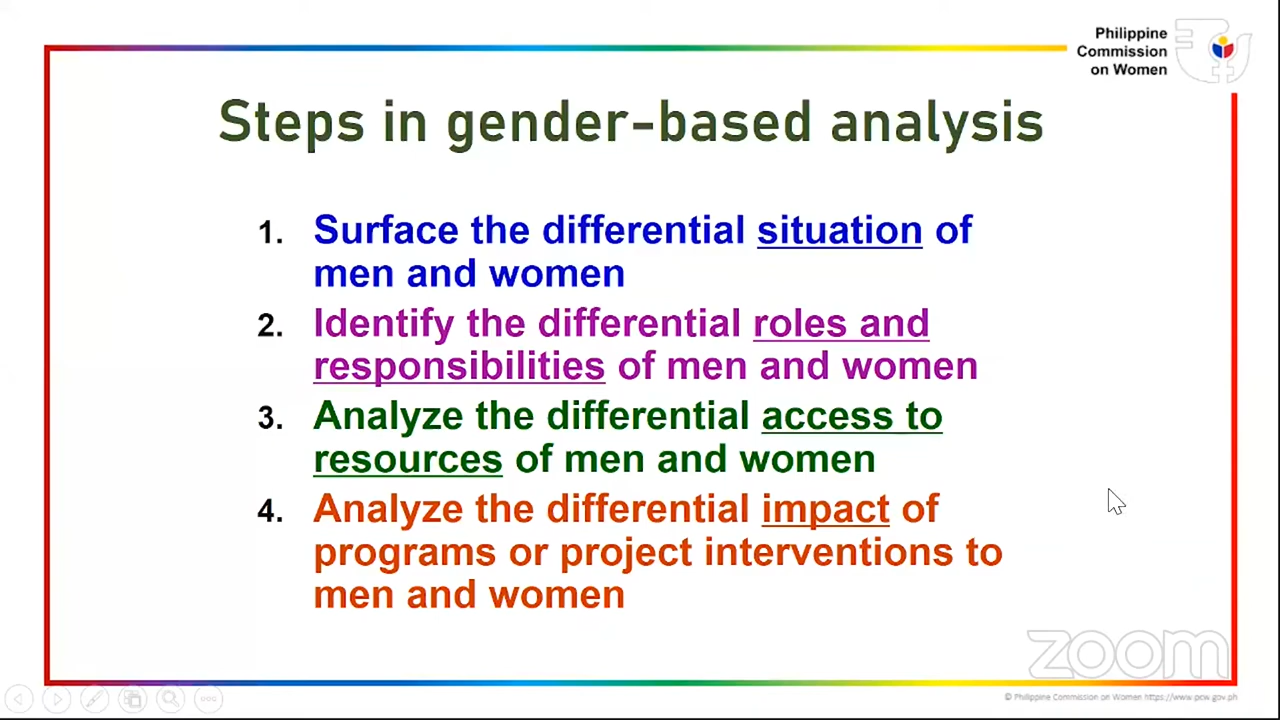 Philippine
Commission
on Women
Steps in gender-based analysis
1. Surface the differential situation of
men and women
2. Identify the differential roles and
responsibilities of men and women
3. Analyze the differential access to
resources of men and women
4. Analyze the differential impact of
programs or project interventions to
men and women
zoom
© Philippine Commission on Women https://www.pcw.gov.ph